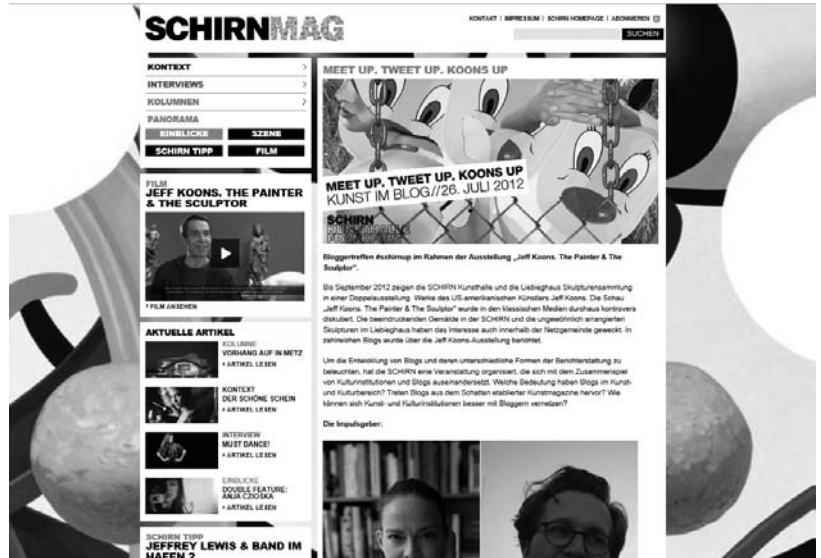 SCHIRNMAG
KONTAKT | IMPRESSUM | SCHIRN HOMEPAGE | ABONNIEREN
SUCHEN
KONTEXT
INTERVIEWS
KOLUMNEN
PANORAMA
EINBLICKE
SZENE
SCHIRN TIPP
FILM
FILM
JEFF KOONS. THE PAINTER
& THE SCULPTOR
FILM ANSEHEN
AKTUELLE ARTIKEL
KOLUMNE
VORHANG AUF IN METZ
ARTIKEL LESEN
KONTEXT
DER SCHÖNE SCHEIN
ARTIKEL LESEN
INTERVIEW
MUST DANCE!
ARTIKEL LESEN
EINBLICKE
DOUBLE FEATURE:
ANJA CZIOSKA
ARTIKEL LESEN
SCHIRN TIPP
JEFFREY LEWIS & BAND IM
HAFEN 2
MEET UP. TWEET UP. KOONS UP
MEET UP. TWEET UP. KOONS UP
KUNST IM BLOG//26. JULI 2012
SCHIRN
KUNSTHALLE
FRANKFURT
Bloggertreffen #schirnup im Rahmen der Ausstellung „Jeff Koons. The Painter & The
Sculptor".
Bis September 2012 zeigen die SCHIRN Kunsthalle und die Liebieghaus Skulpturensammlung
in einer Doppelausstellung. Werke des US-amerikanischen Künstlers Jeff Koons. Die Schau
„Jeff Koons. The Painter & The Sculptor" wurde in den klassischen Medien durchaus kontrovers
diskutiert. Die beeindruckenden Gemälde in der SCHIRN und die ungewöhnlich arrangierten
Skulpturen im Liebieghaus haben das Interesse auch innerhalb der Netzgemeinde geweckt. In
zahlreichen Blogs wurde über die Jeff Koons-Ausstellung berichtet.
Um die Entwicklung von Blogs und deren unterschiedliche Formen der Berichterstattung zu
beleuchten, hat die SCHIRN eine Veranstaltung organisiert, die sich mit dem Zusammenspiel
von Kulturinstitutionen und Blogs auseinandersetzt. Welche Bedeutung haben Blogs im Kunst-
und Kulturbereich? Treten Blogs aus dem Schatten etablierter Kunstmagazine hervor? Wie
können sich Kunst- und Kulturinstitutionen besser mit Bloggern vernetzen?
Die Impulsgeber: